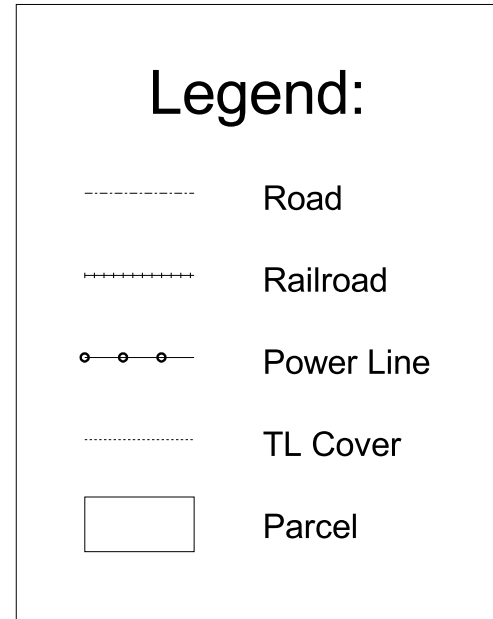 Legend:
Road
Railroad
Power Line
TL Cover
Parcel